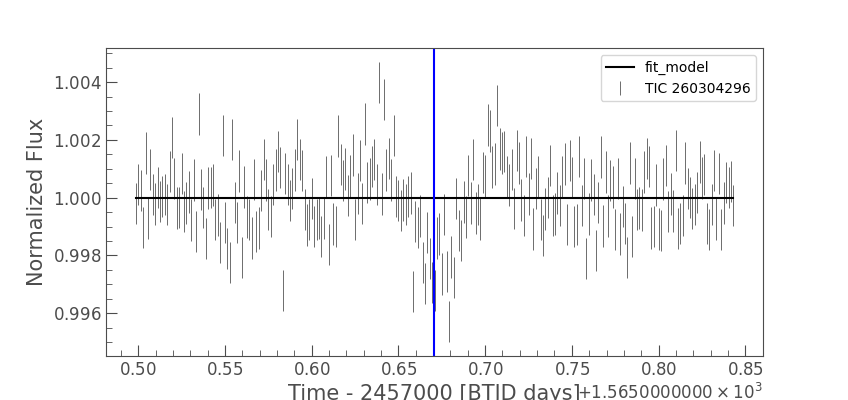 fit_model
TIC 260304296
1.004
1.002
1.000
0.998
0.996
Normalized Flux
0.50 0.55 0.60 0.65 0.70 0.75 0.80 0.85
Time - 2457000 [BTJD days]
+1.5650000000 × 10³